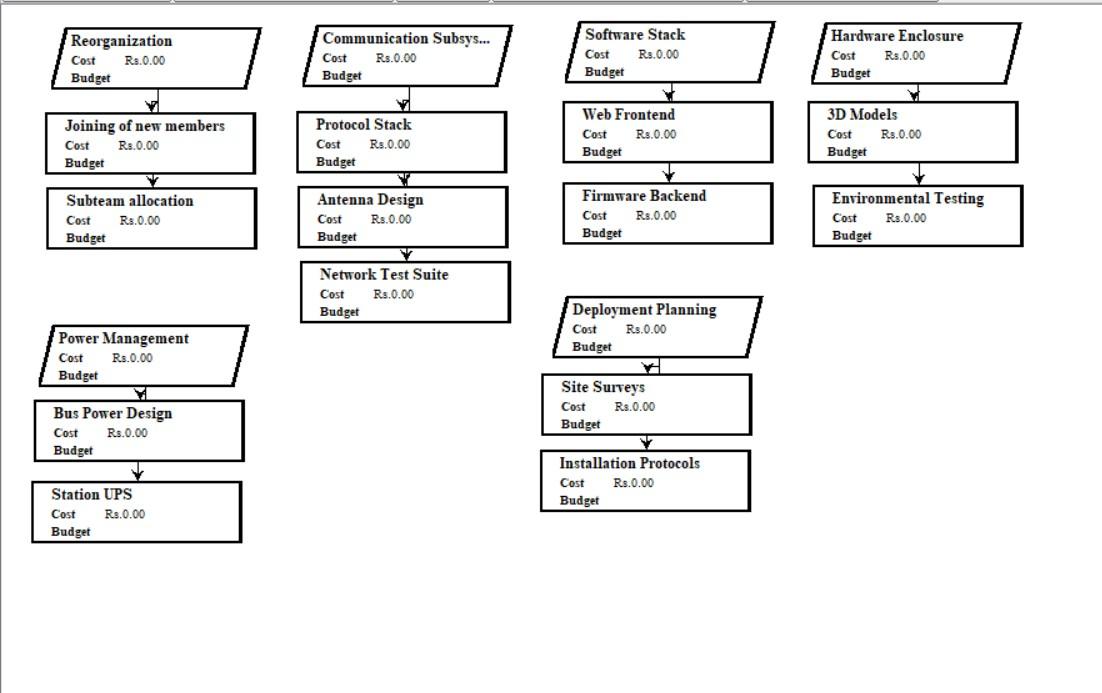 Reorganization
Cost Rs.0.00
Budget
Joining of new members
Cost Rs.0.00
Budget
Subteam allocation
Cost Rs.0.00
Budget
Communication Subsys...
Cost Rs.0.00
Budget
Protocol Stack
Cost Rs.0.00
Budget
Antenna Design
Cost Rs.0.00
Budget
Network Test Suite
Cost Rs.0.00
Budget
Software Stack
Cost Rs.0.00
Budget
Web Frontend
Cost Rs.0.00
Budget
Firmware Backend
Cost Rs.0.00
Budget
Hardware Enclosure
Cost Rs.0.00
Budget
3D Models
Cost Rs.0.00
Budget
Environmental Testing
Cost Rs.0.00
Budget
Power Management
Cost Rs.0.00
Budget
Bus Power Design
Cost Rs.0.00
Budget
Station UPS
Cost Rs.0.00
Budget
Deployment Planning
Cost Rs.0.00
Budget
Site Surveys
Cost Rs.0.00
Budget
Installation Protocols
Cost Rs.0.00
Budget